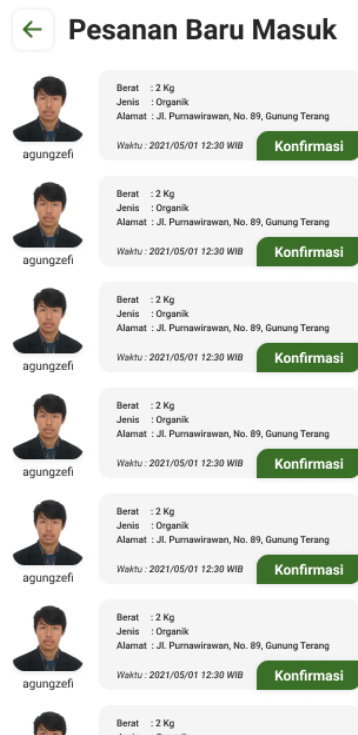 Pesanan Baru Masuk
Berat : 2 Kg
Jenis : Organik
Alamat : Jl. Purnawirawan, No. 89, Gunung Terang
Waktu : 2021/05/01 12:30 WIB
Konfirmasi
agungzefi
Berat : 2 Kg
Jenis : Organik
Alamat : Jl. Purnawirawan, No. 89, Gunung Terang
Waktu : 2021/05/01 12:30 WIB
Konfirmasi
agungzefi
Berat : 2 Kg
Jenis : Organik
Alamat : Jl. Purnawirawan, No. 89, Gunung Terang
Waktu : 2021/05/01 12:30 WIB
Konfirmasi
agungzefi
Berat : 2 Kg
Jenis : Organik
Alamat : Jl. Purnawirawan, No. 89, Gunung Terang
Waktu : 2021/05/01 12:30 WIB
Konfirmasi
agungzefi
Berat : 2 Kg
Jenis : Organik
Alamat : Jl. Purnawirawan, No. 89, Gunung Terang
Waktu : 2021/05/01 12:30 WIB
Konfirmasi
agungzefi
Berat : 2 Kg
Jenis : Organik
Alamat : Jl. Purnawirawan, No. 89, Gunung Terang
Waktu : 2021/05/01 12:30 WIB
Konfirmasi
agungzefi
Berat : 2 Kg